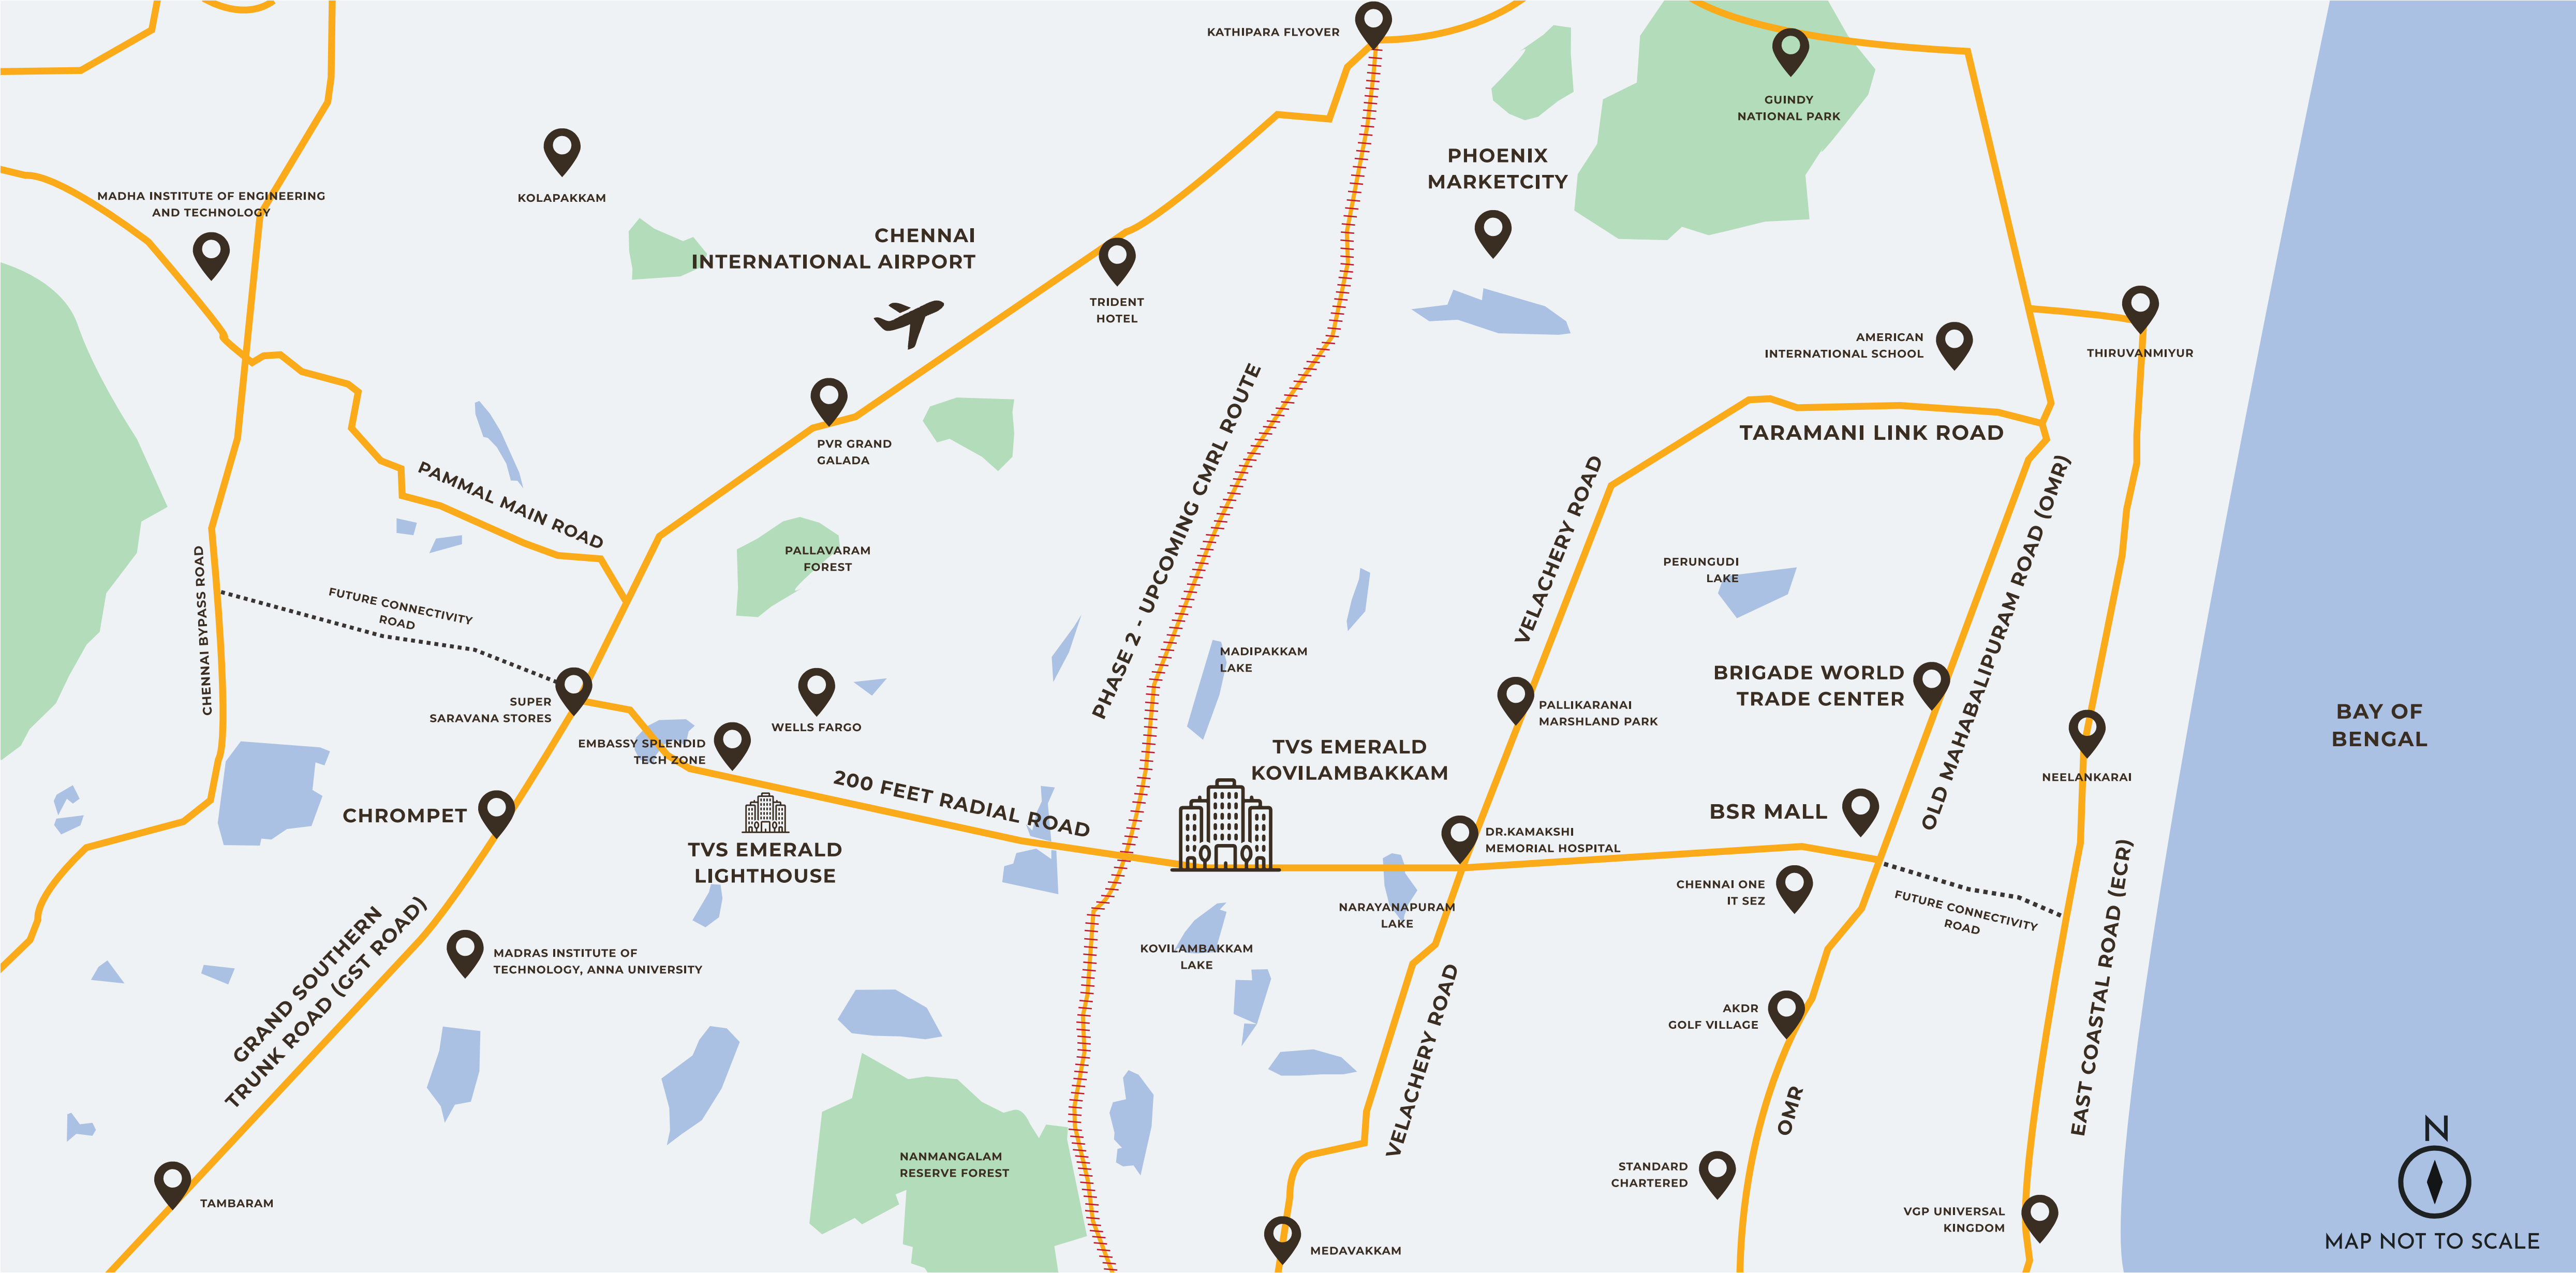 KATHIPARA FLYOVER
GUINDY
NATIONAL PARK
PHOENIX
MARKETCITY
KOLAPAKKAM
MADHA INSTITUTE OF ENGINEERING
AND TECHNOLOGY
CHENNAI
INTERNATIONAL AIRPORT
TRIDENT
HOTEL
AMERICAN
INTERNATIONAL SCHOOL
THIRUVANMIYUR
TARAMANI LINK ROAD
PVR GRAND
GALADA
PAMMAL MAIN ROAD
PALLAVARAM
FOREST
PHASE 2 - UPCOMING CMRL ROUTE
VELACHERY ROAD
PERUNGUDI
LAKE
OLD MAHABALIPURAM ROAD (OMR)
CHENNAI BYPASS ROAD
FUTURE CONNECTIVITY
ROAD
MADIPAKKAM
LAKE
SUPER
SARAVANA STORES
WELLS FARGO
EMBASSY SPLENDID
TECH ZONE
PALLIKARANAI
MARSHLAND PARK
BRIGADE WORLD
TRADE CENTER
BAY OF
BENGAL
NEELANKARAI
TVS EMERALD
KOVILAMBAKKAM
200 FEET RADIAL ROAD
CHROMPET
TVS EMERALD
LIGHTHOUSE
BSR MALL
DR.KAMAKSHI
MEMORIAL HOSPITAL
CHENNAI ONE
IT SEZ
FUTURE CONNECTIVITY
ROAD
NARAYANAPURAM
LAKE
KOVILAMBAKKAM
LAKE
MADRAS INSTITUTE OF
TECHNOLOGY, ANNA UNIVERSITY
GRAND SOUTHERN
TRUNK ROAD (GST ROAD)
VELACHERY ROAD
AKDR
GOLF VILLAGE
EAST COASTAL ROAD (ECR)
OMR
NANMANGALAM
RESERVE FOREST
STANDARD
CHARTERED
TAMBARAM
VGP UNIVERSAL
KINGDOM
MEDAVAKKAM
N
MAP NOT TO SCALE